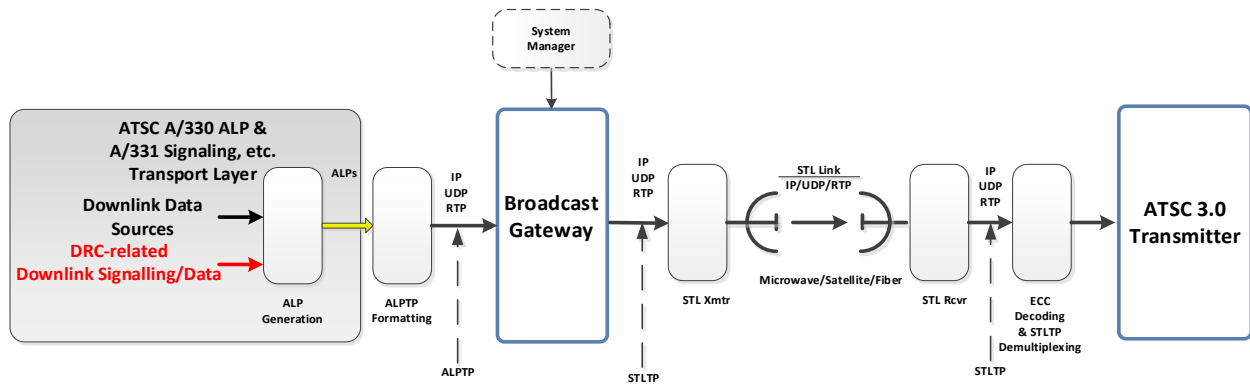 System
Manager
ATSC A/330 ALP &
A/331 Signaling, etc.
Transport Layer
ALPs
Downlink Data
Sources
DRC-related
Downlink Signalling/Data
ALP
Generation
ALPTP
Formatting
IP
UDP
RTP
ALPTP
Broadcast
Gateway
IP
UDP
RTP
STLTP
STL Xmtr
STL Link
IP/UDP/RTP
Microwave/Satellite/Fiber
STL Rcvr
IP
UDP
RTP
STLTP
ECC
Decoding
& STLTP
Demultiplexing
ATSC 3.0
Transmitter